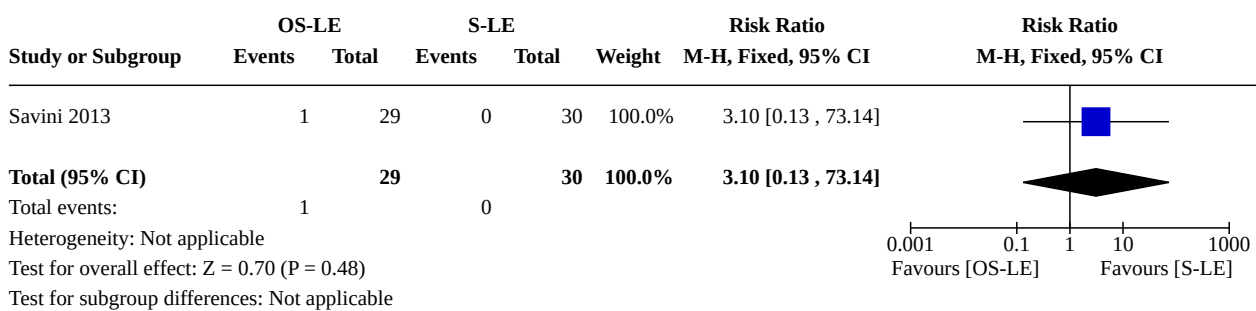 OS-LE S-LE Risk Ratio Risk Ratio
Study or Subgroup Events Total Events Total Weight M-H, Fixed, 95% CI M-H, Fixed, 95% CI
Savini 2013 1 29 0 30 100.0% 3.10 [0.13 , 73.14]
Total (95% CI) 29 30 100.0% 3.10 [0.13 , 73.14]
Total events: 1 0
Heterogeneity: Not applicable
0.001 0.1 1 10 1000
Test for overall effect: Z = 0.70 (P = 0.48) Favours [OS-LE] Favours [S-LE]
Test for subgroup differences: Not applicable